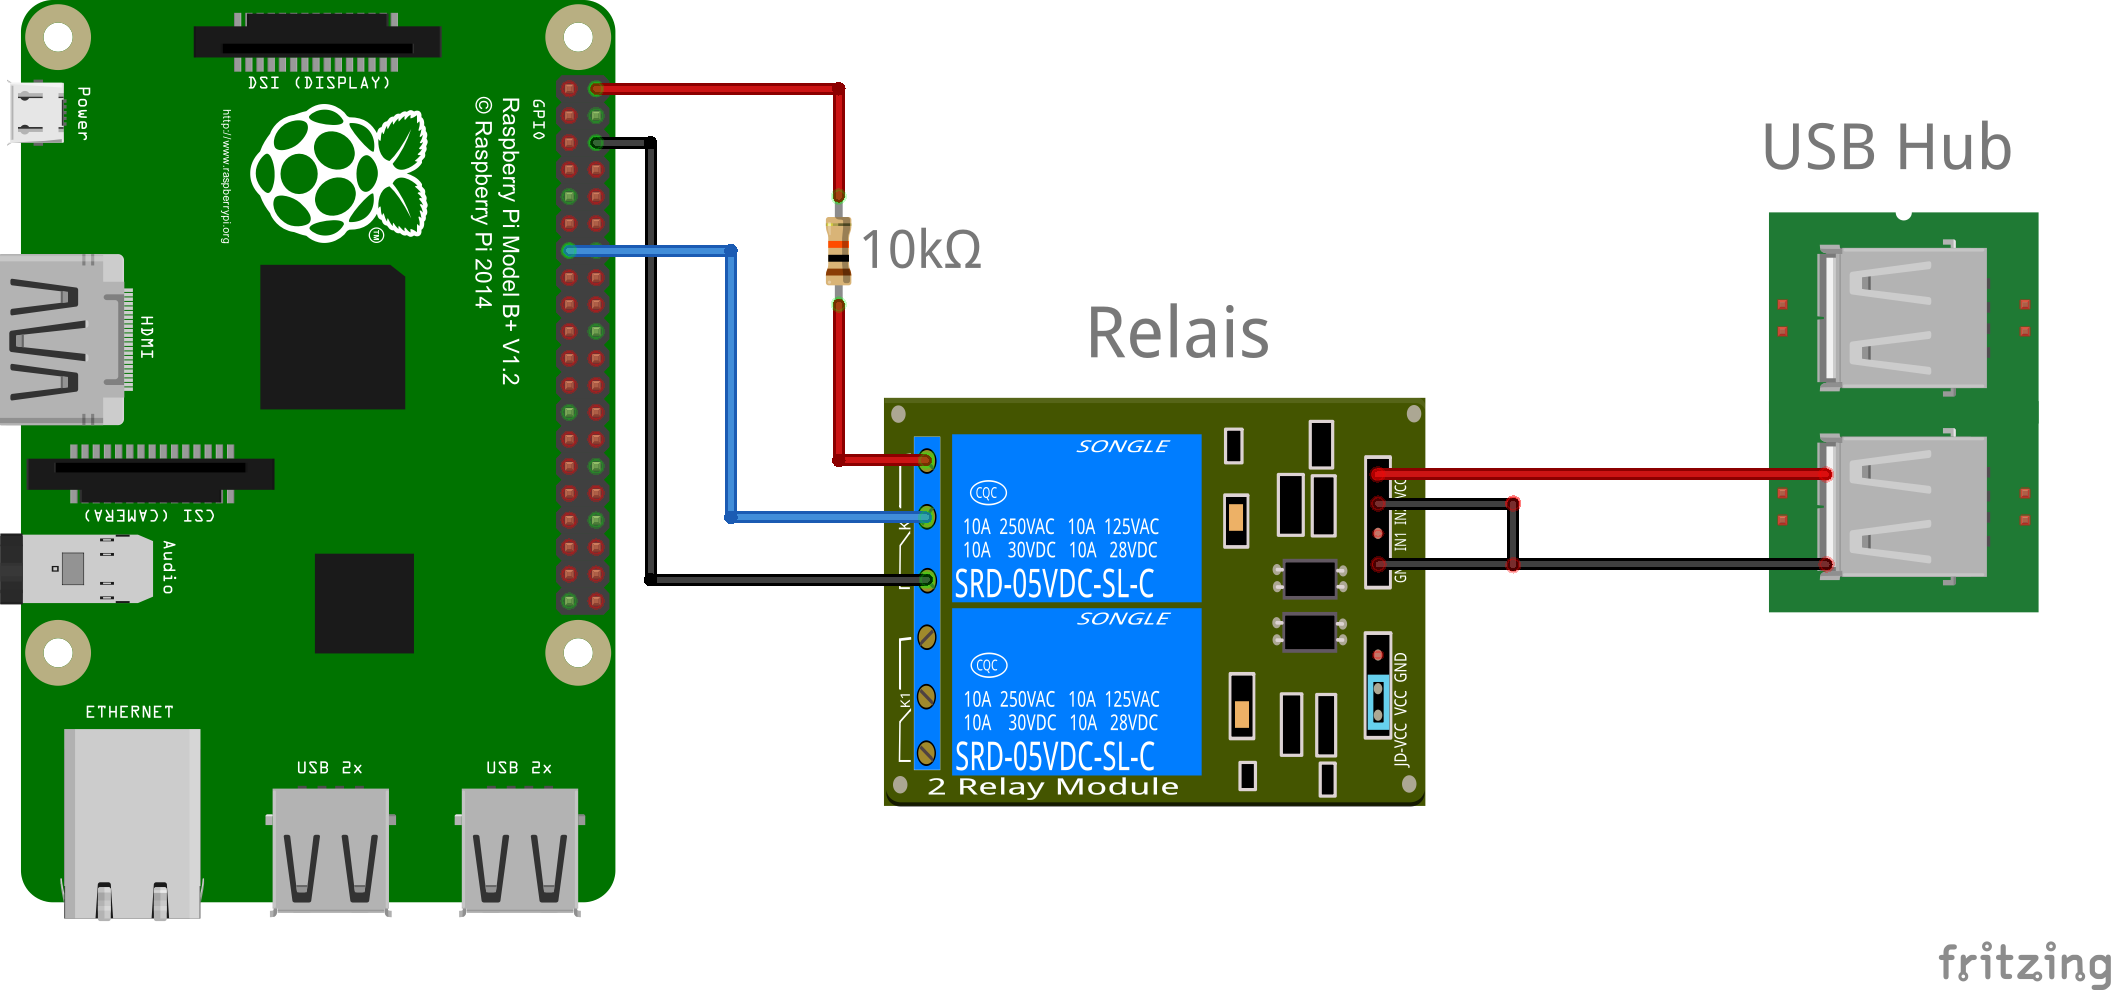 DSI (DISPLAY)
Power
http://www.raspberrypi.org
TM
GPIO
Raspberry Pi Model B+ V1.2
© Raspberry Pi 2014
HDMI
CSI (CAMERA)
Audio
ETHERNET
USB 2x
USB 2x
10kΩ
Relais
USB Hub
SONGLE
CQC
10A 250VAC 10A 125VAC
10A 30VDC 10A 28VDC
SRD-05VDC-SL-C
SONGLE
CQC
10A 250VAC 10A 125VAC
10A 30VDC 10A 28VDC
SRD-05VDC-SL-C
2 Relay Module
K1
IN1
VCC
JD-VCC VCC GND
fritzing